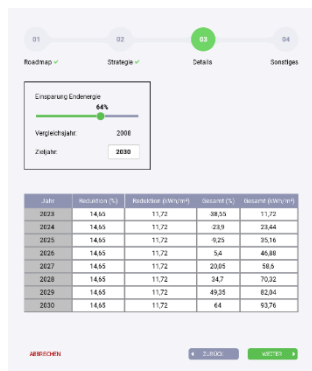 01 02 03 04
Roadmap Strategie Details Sonstiges
Einsparung Endenergie
64%
Vergleichsjahr: 2008
Zieljahr: 2030
Jahr Reduktion (%) Reduktion (kWh/m²) Gesamt (%) Gesamt (kWh/m²)
2023 14,65 11,72 -38,55 11,72
2024 14,65 11,72 -23,9 23,44
2025 14,65 11,72 -9,25 35,16
2026 14,65 11,72 5,4 46,88
2027 14,65 11,72 20,05 58,6
2028 14,65 11,72 34,7 70,32
2029 14,65 11,72 49,35 82,04
2030 14,65 11,72 64 93,76
ABBRECHEN ZURÜCK WEITER